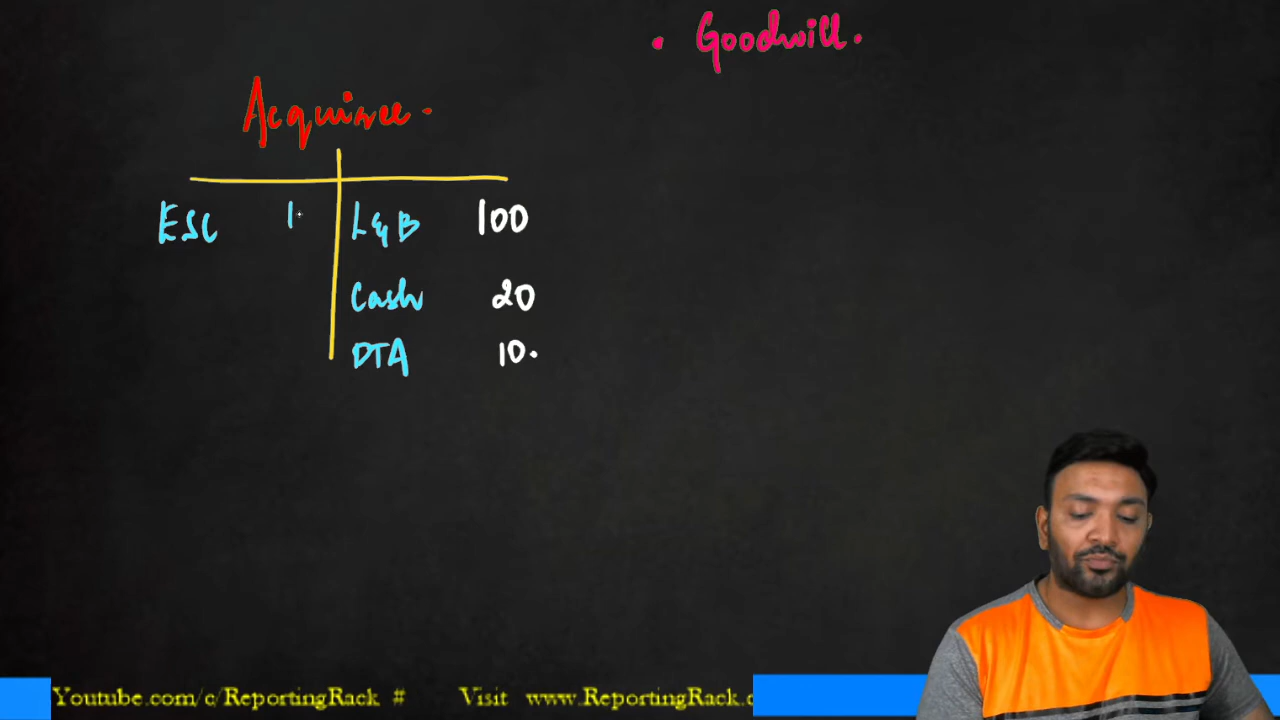 • Goodwill.
Acquiree.
ESC 1 L&B 100
Cash 20
DTA 10.
Youtube.com/c/ReportingRack # Visit www.ReportingRack.c